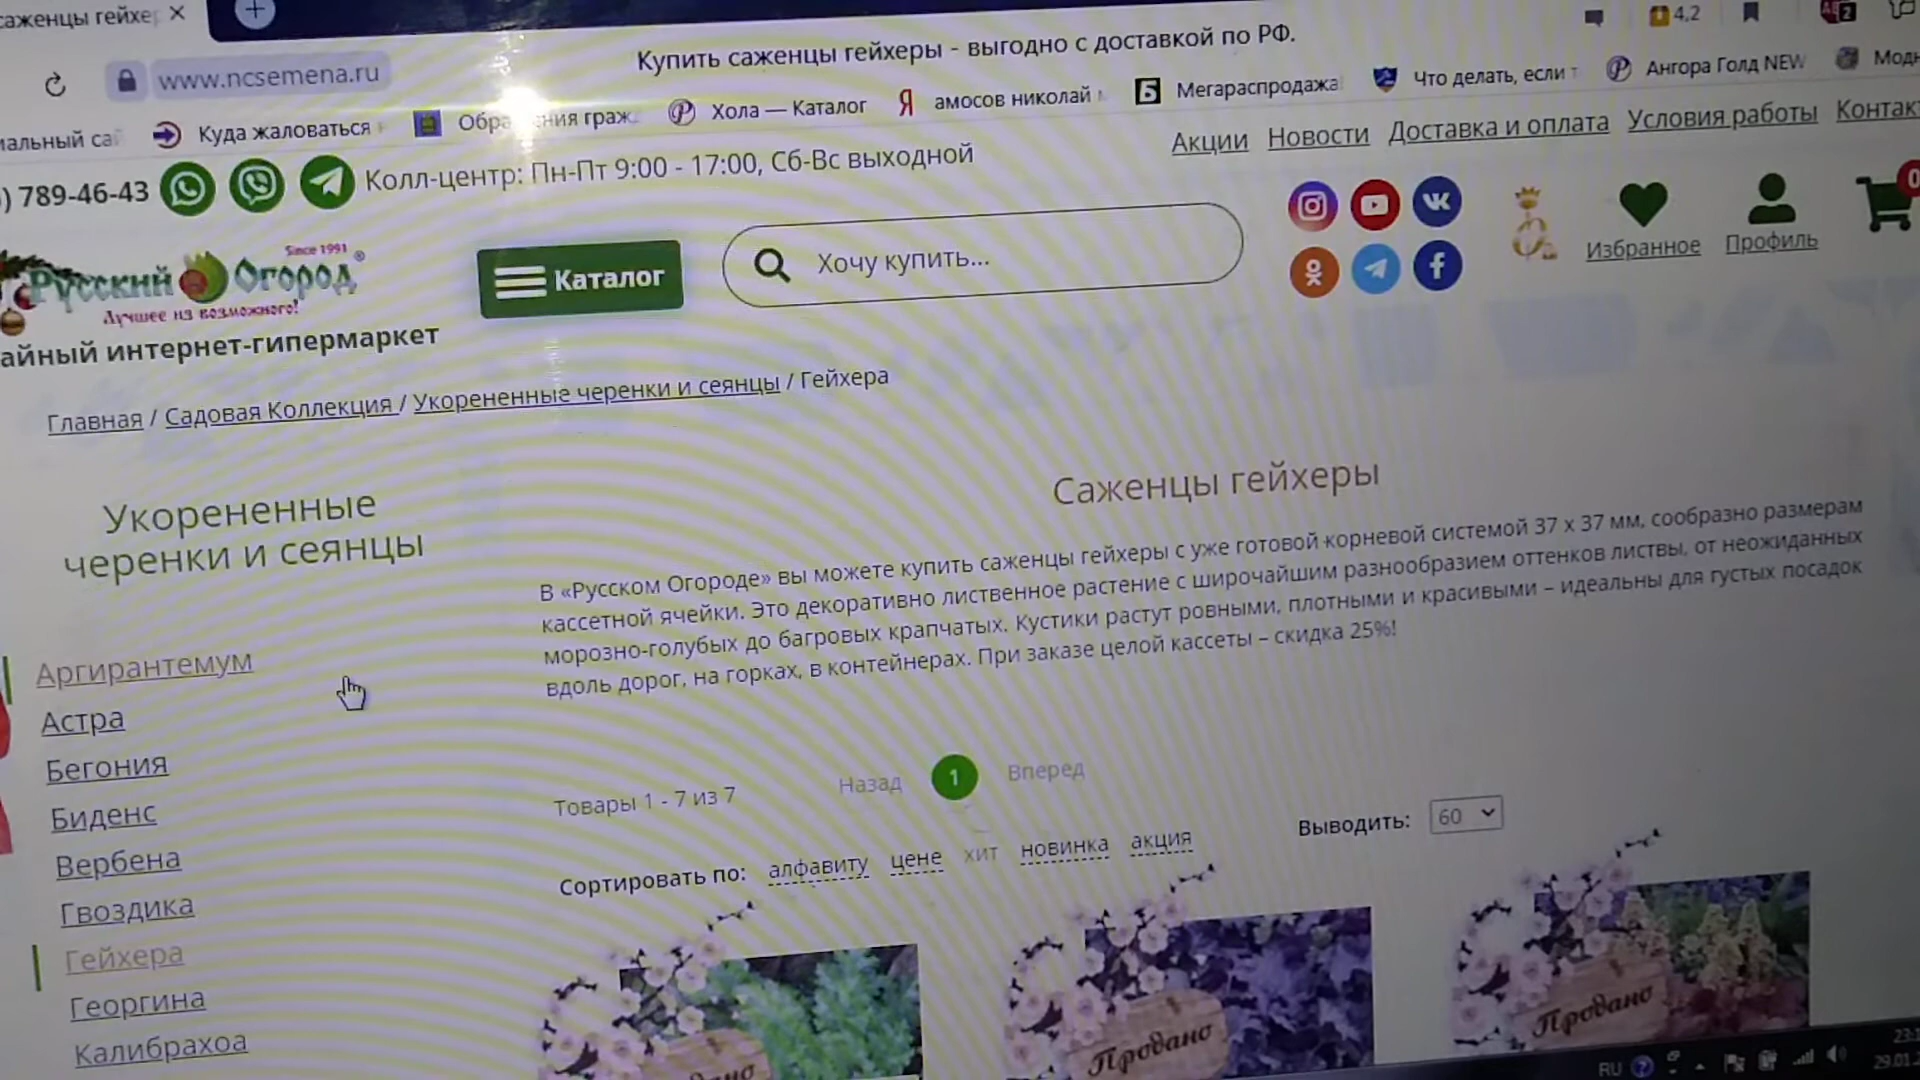 саженцы гейхе
www.ncsemena.ru
Купить саженцы гейхеры - выгодно с доставкой по РФ.
4,2
2
Куда жаловаться
граж
Хола — Каталог
Я амосов николай
Б Мегараспродажа
Что делать, если т
Ангора Голд NEW
Акции Новости Доставка и оплата Условия работы
) 789-46-43
Колл-центр: Пн-Пт 9:00 - 17:00, Сб-Вс выходной
Since 1991
Русский Огород ®
Лучшее из возможного!
айный интернет-гипермаркет
Каталог
Хочу купить...
Избранное
Профиль
0
Главная / Садовая Коллекция / Укорененные черенки и сеянцы / Гейхера
Укорененные
черенки и сеянцы
Аргирантемум
Астра
Бегония
Биденс
Вербена
Гвоздика
Гейхера
Георгина
Калибрахоа
Саженцы гейхеры
В «Русском Огороде» вы можете купить саженцы гейхеры с уже готовой корневой системой 37 х 37 мм, сообразно размерам
кассетной ячейки. Это декоративно лиственное растение с широчайшим разнообразием оттенков листвы, от неожиданных
морозно-голубых до багровых крапчатых. Кустики растут ровными, плотными и красивыми – идеальны для густых посадок
вдоль дорог, на горках, в контейнерах. При заказе целой кассеты – скидка 25%!
Товары 1 - 7 из 7
Назад 1 Вперед
Сортировать по: алфавиту цене хит новинка акция
Выводить: 60
Продано
Продано
RU
29.01.2